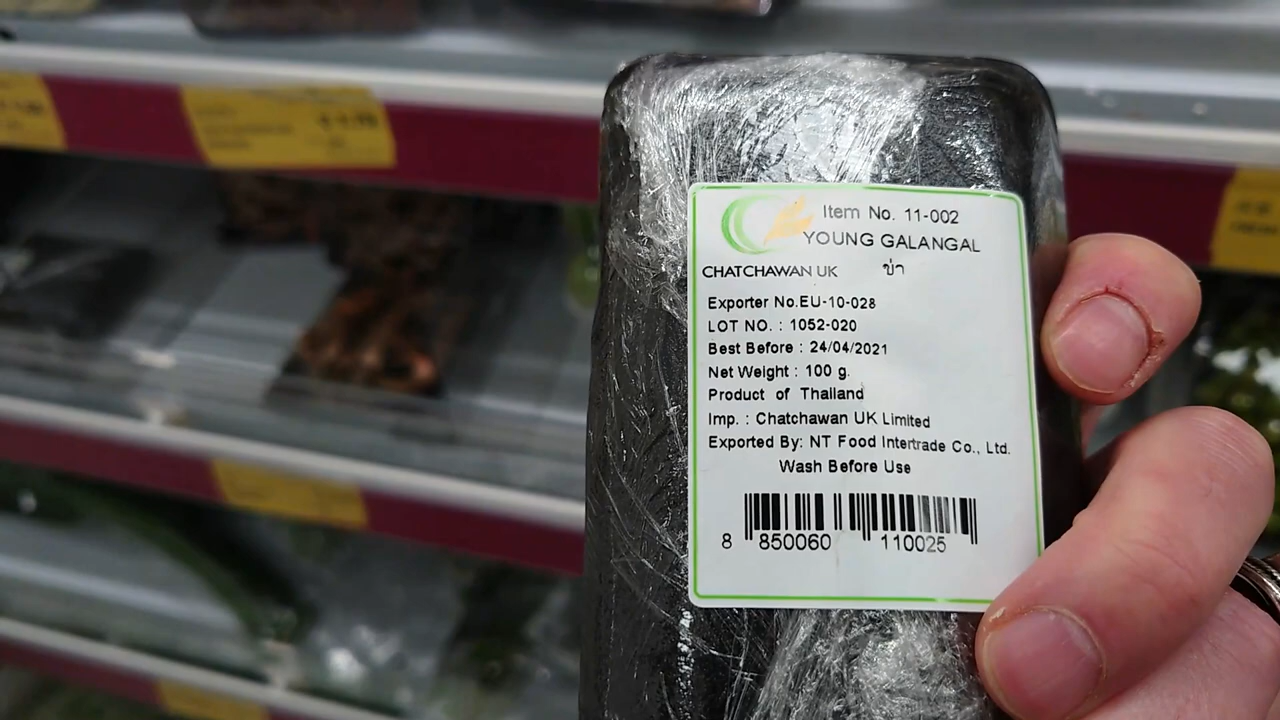 Item No. 11-002
YOUNG GALANGAL
CHATCHAWAN UK ข่า
Exporter No.EU-10-028
LOT NO. : 1052-020
Best Before : 24/04/2021
Net Weight : 100 g.
Product of Thailand
Imp. : Chatchawan UK Limited
Exported By: NT Food Intertrade Co., Ltd.
Wash Before Use
8 850060 110025